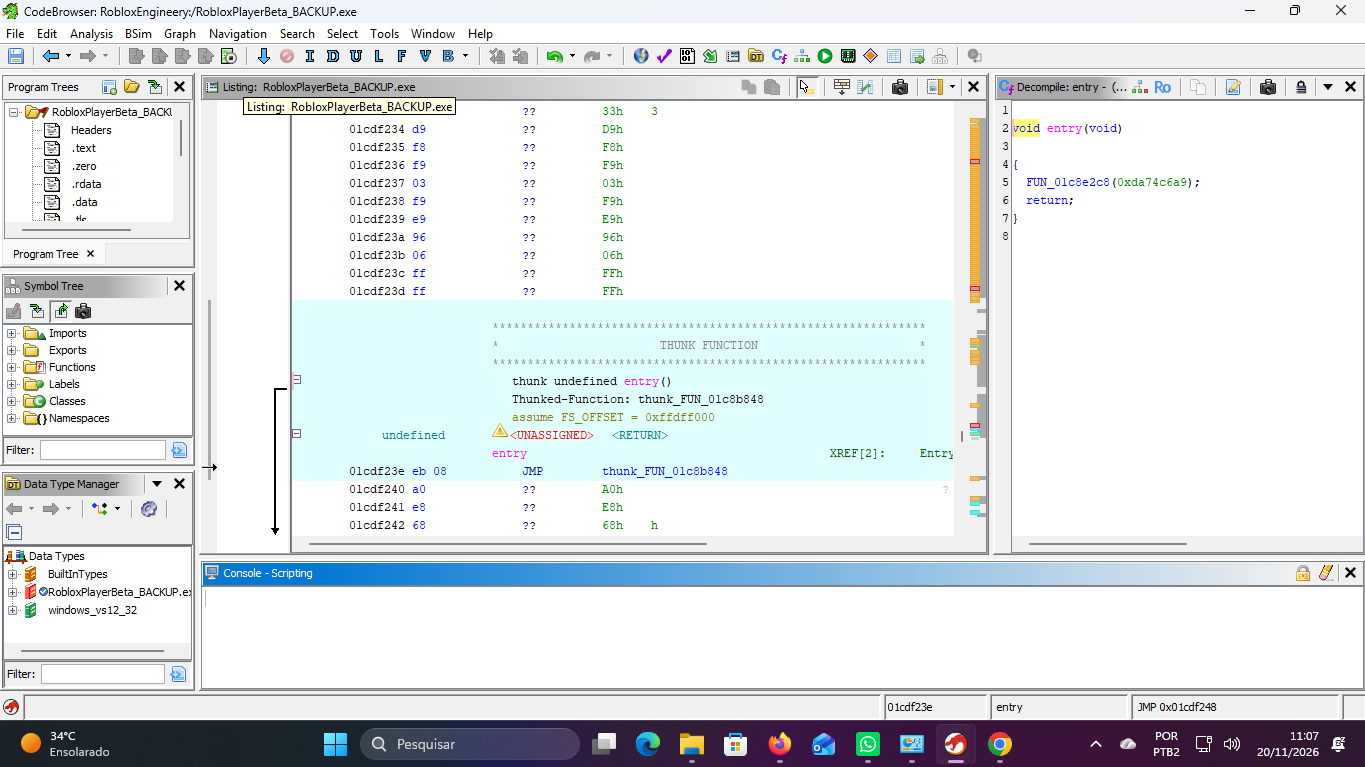 CodeBrowser: RobloxEngineery:/RobloxPlayerBeta_BACKUP.exe
File Edit Analysis BSim Graph Navigation Search Select Tools Window Help
I D U L F V B
Program Trees
RobloxPlayerBeta_BACKU
Headers
.text
.zero
.rdata
.data
.tls
Program Tree
Symbol Tree
Imports
Exports
Functions
Labels
Classes
Namespaces
Filter:
Data Type Manager
Data Types
BuiltInTypes
RobloxPlayerBeta_BACKUP.ex
windows_vs12_32
Filter:
Listing: RobloxPlayerBeta_BACKUP.exe
Listing: RobloxPlayerBeta_BACKUP.exe
?? 33h 3
01cdf234 d9 ?? D9h
01cdf235 f8 ?? F8h
01cdf236 f9 ?? F9h
01cdf237 03 ?? 03h
01cdf238 f9 ?? F9h
01cdf239 e9 ?? E9h
01cdf23a 96 ?? 96h
01cdf23b 06 ?? 06h
01cdf23c ff ?? FFh
01cdf23d ff ?? FFh
**************************************************************
* THUNK FUNCTION *
**************************************************************
thunk undefined entry()
Thunked-Function: thunk_FUN_01c8b848
assume FS_OFFSET = 0xffdff000
undefined <UNASSIGNED> <RETURN>
entry XREF[2]: Entry
01cdf23e eb 08 JMP thunk_FUN_01c8b848
01cdf240 a0 ?? A0h ?
01cdf241 e8 ?? E8h
01cdf242 68 ?? 68h h
Decompile: entry - (...
Ro
1
2 void entry(void)
3
4 {
5 FUN_01c8e2c8(0xda74c6a9);
6 return;
7 }
8
Console - Scripting
01cdf23e entry JMP 0x01cdf248
34°C
Ensolarado
Pesquisar
POR
PTB2
11:07
20/11/2026